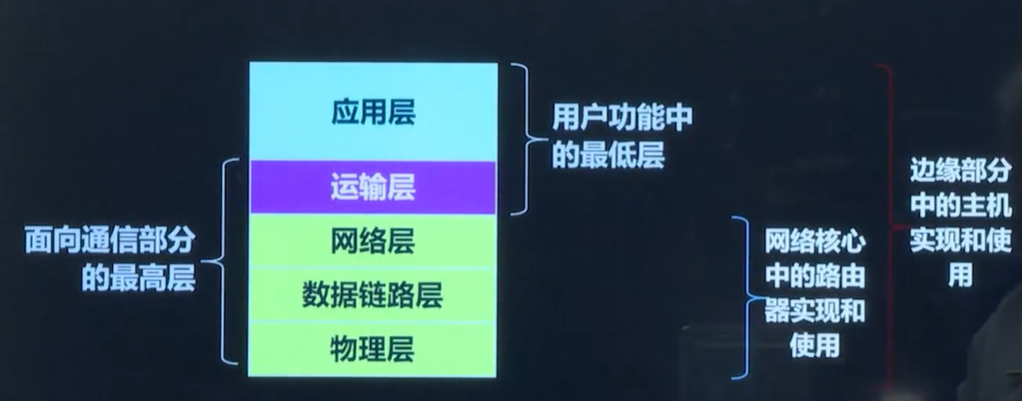 应用层
运输层
网络层
数据链路层
物理层
面向通信部分
的最高层
用户功能中
的最低层
网络核心
中的路由
器实现和
使用
边缘部分
中的主机
实现和使
用